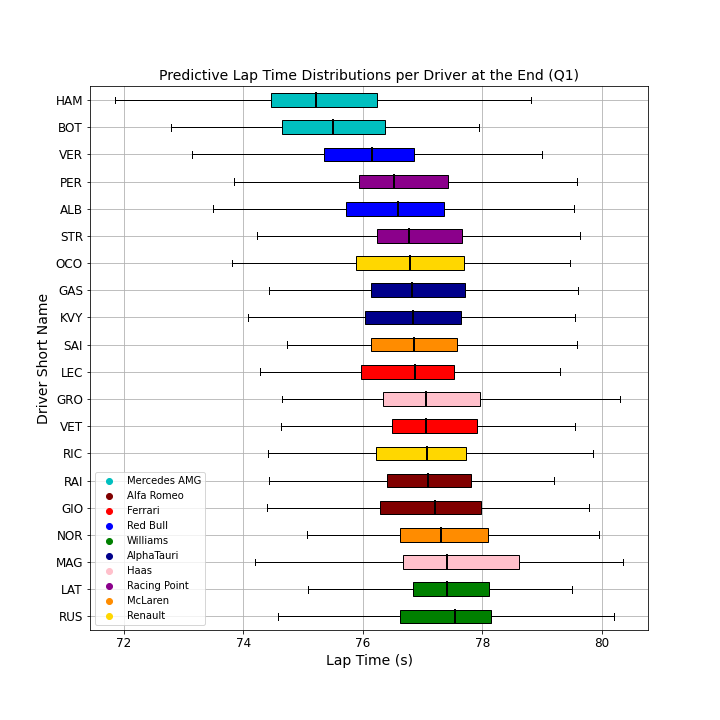 Predictive Lap Time Distributions per Driver at the End (Q1)
HAM
BOT
VER
PER
ALB
STR
OCO
GAS
KVY
SAI
LEC
GRO
VET
RIC
RAI
GIO
NOR
MAG
LAT
RUS
Driver Short Name
Mercedes AMG
Alfa Romeo
Ferrari
Red Bull
Williams
AlphaTauri
Haas
Racing Point
McLaren
Renault
72 74 76 78 80
Lap Time (s)